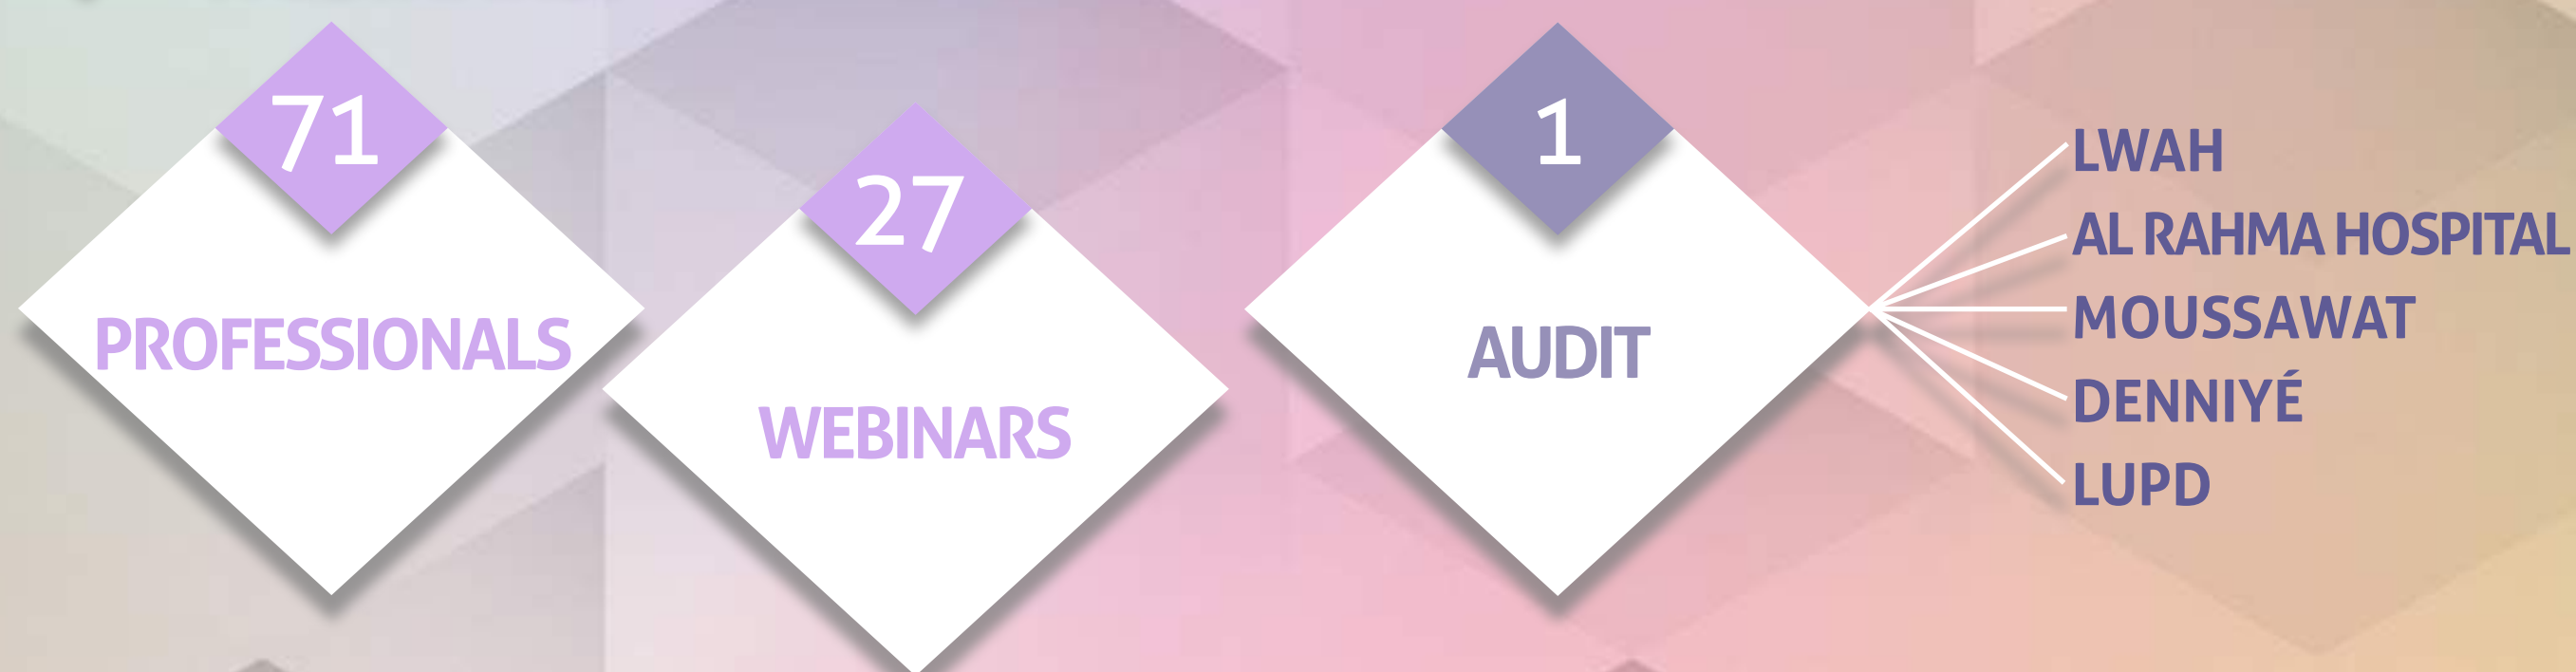 71
PROFESSIONALS
27
WEBINARS
1
AUDIT
LWAH
AL RAHMA HOSPITAL
MOUSSAWAT
DENNIYÉ
LUPD